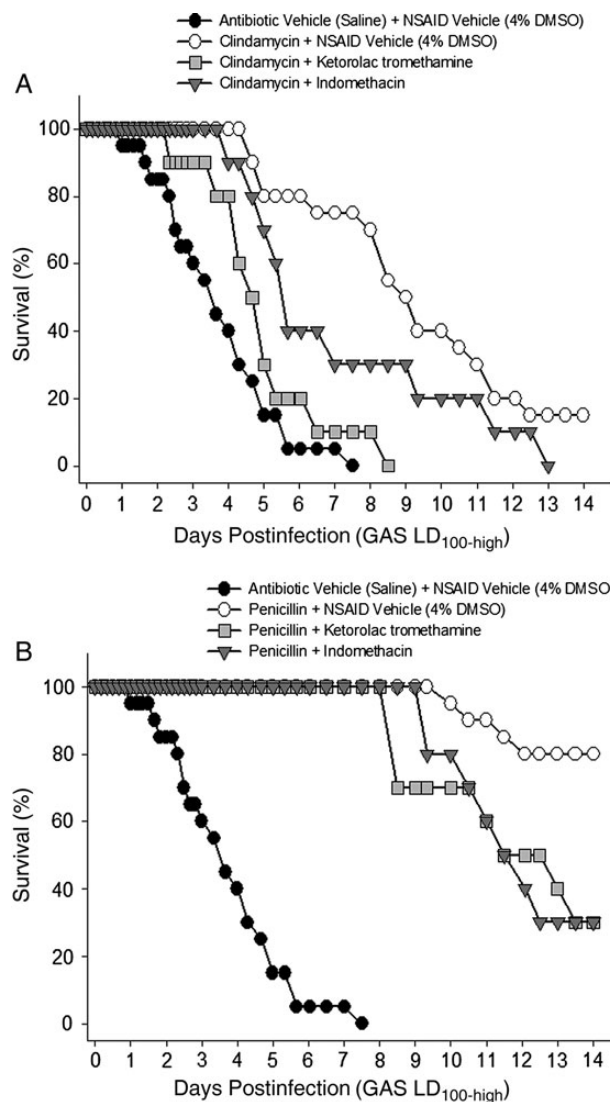 Antibiotic Vehicle (Saline) + NSAID Vehicle (4% DMSO)
Clindamycin + NSAID Vehicle (4% DMSO)
Clindamycin + Ketorolac tromethamine
Clindamycin + Indomethacin
A
100
80
60
40
20
0
Survival (%)
0 1 2 3 4 5 6 7 8 9 10 11 12 13 14
Days Postinfection (GAS LD100-high)
Antibiotic Vehicle (Saline) + NSAID Vehicle (4% DMSO
Penicillin + NSAID Vehicle (4% DMSO)
Penicillin + Ketorolac tromethamine
Penicillin + Indomethacin
B
100
80
60
40
20
0
Survival (%)
0 1 2 3 4 5 6 7 8 9 10 11 12 13 14
Days Postinfection (GAS LD100-high)